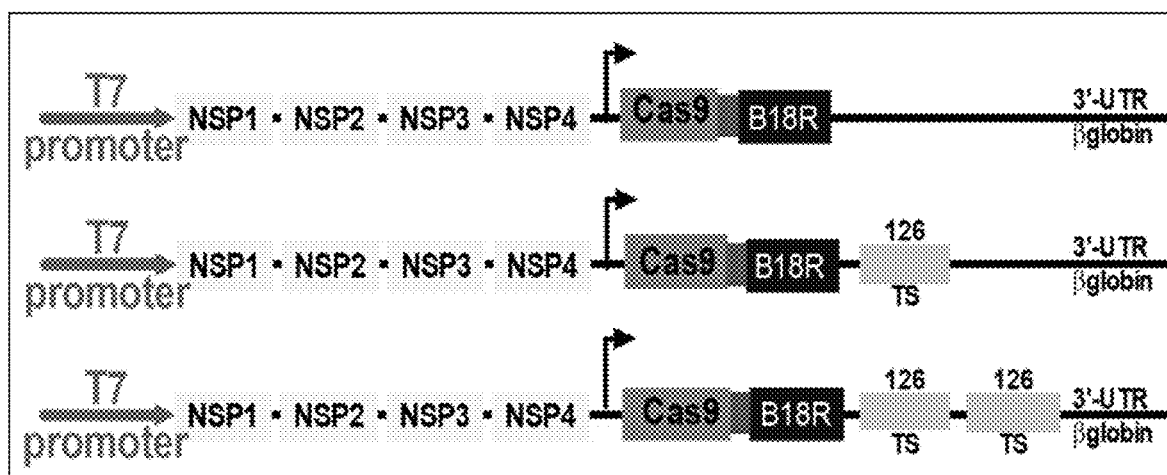 T7
promoter NSP1 NSP2 NSP3 NSP4 Cas9 B18R 3'-UTR
βglobin
T7 126
promoter NSP1 NSP2 NSP3 NSP4 Cas9 B18R TS 3'-UTR
βglobin
T7 126 126
promoter NSP1 NSP2 NSP3 NSP4 Cas9 B18R TS TS 3'-UTR
βglobin